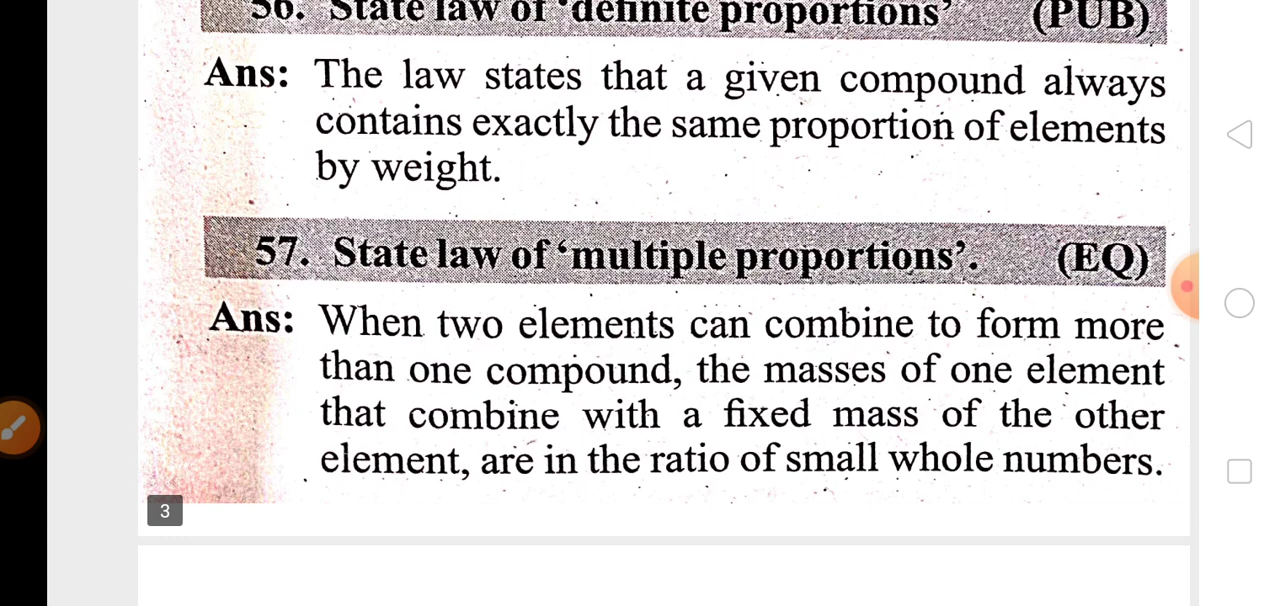 56. State law of ‘definite proportions’ (PUB)
Ans: The law states that a given compound always
contains exactly the same proportion of elements
by weight.
57. State law of ‘multiple proportions’. (EQ)
Ans: When two elements can combine to form more
than one compound, the masses of one element
that combine with a fixed mass of the other
element, are in the ratio of small whole numbers.
3